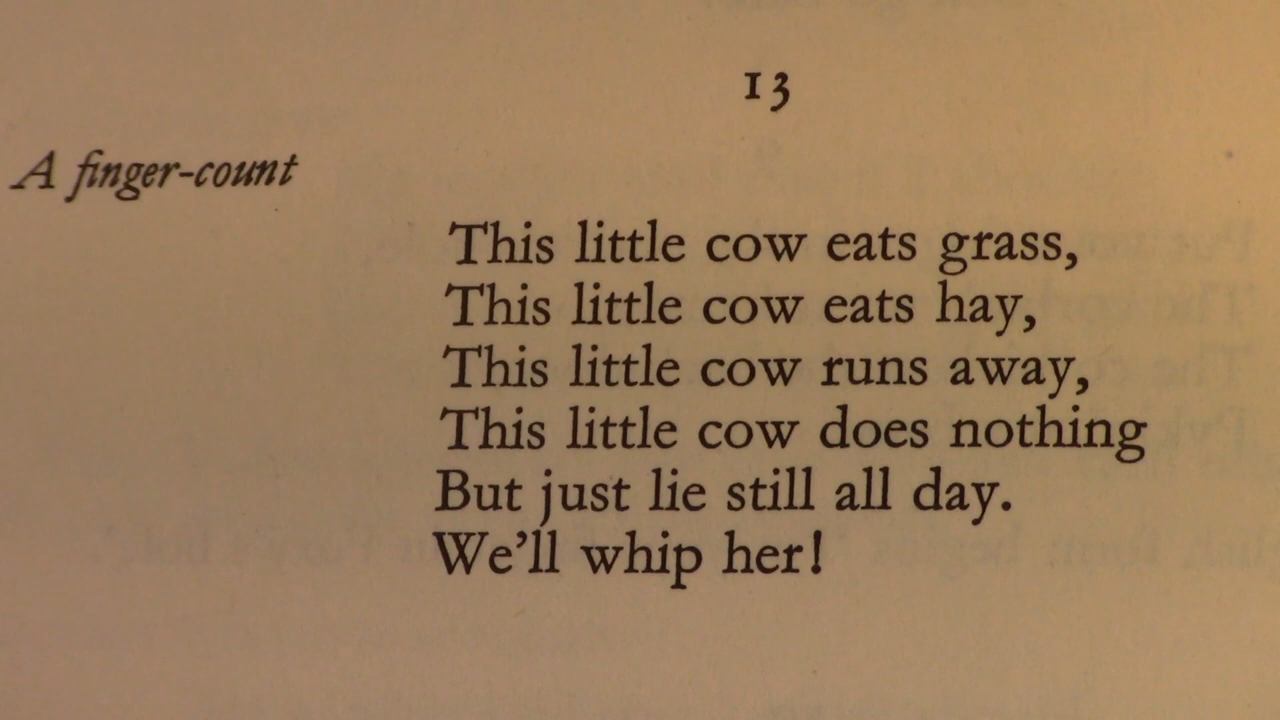 13
A finger-count
This little cow eats grass,
This little cow eats hay,
This little cow runs away,
This little cow does nothing
But just lie still all day.
We'll whip her!